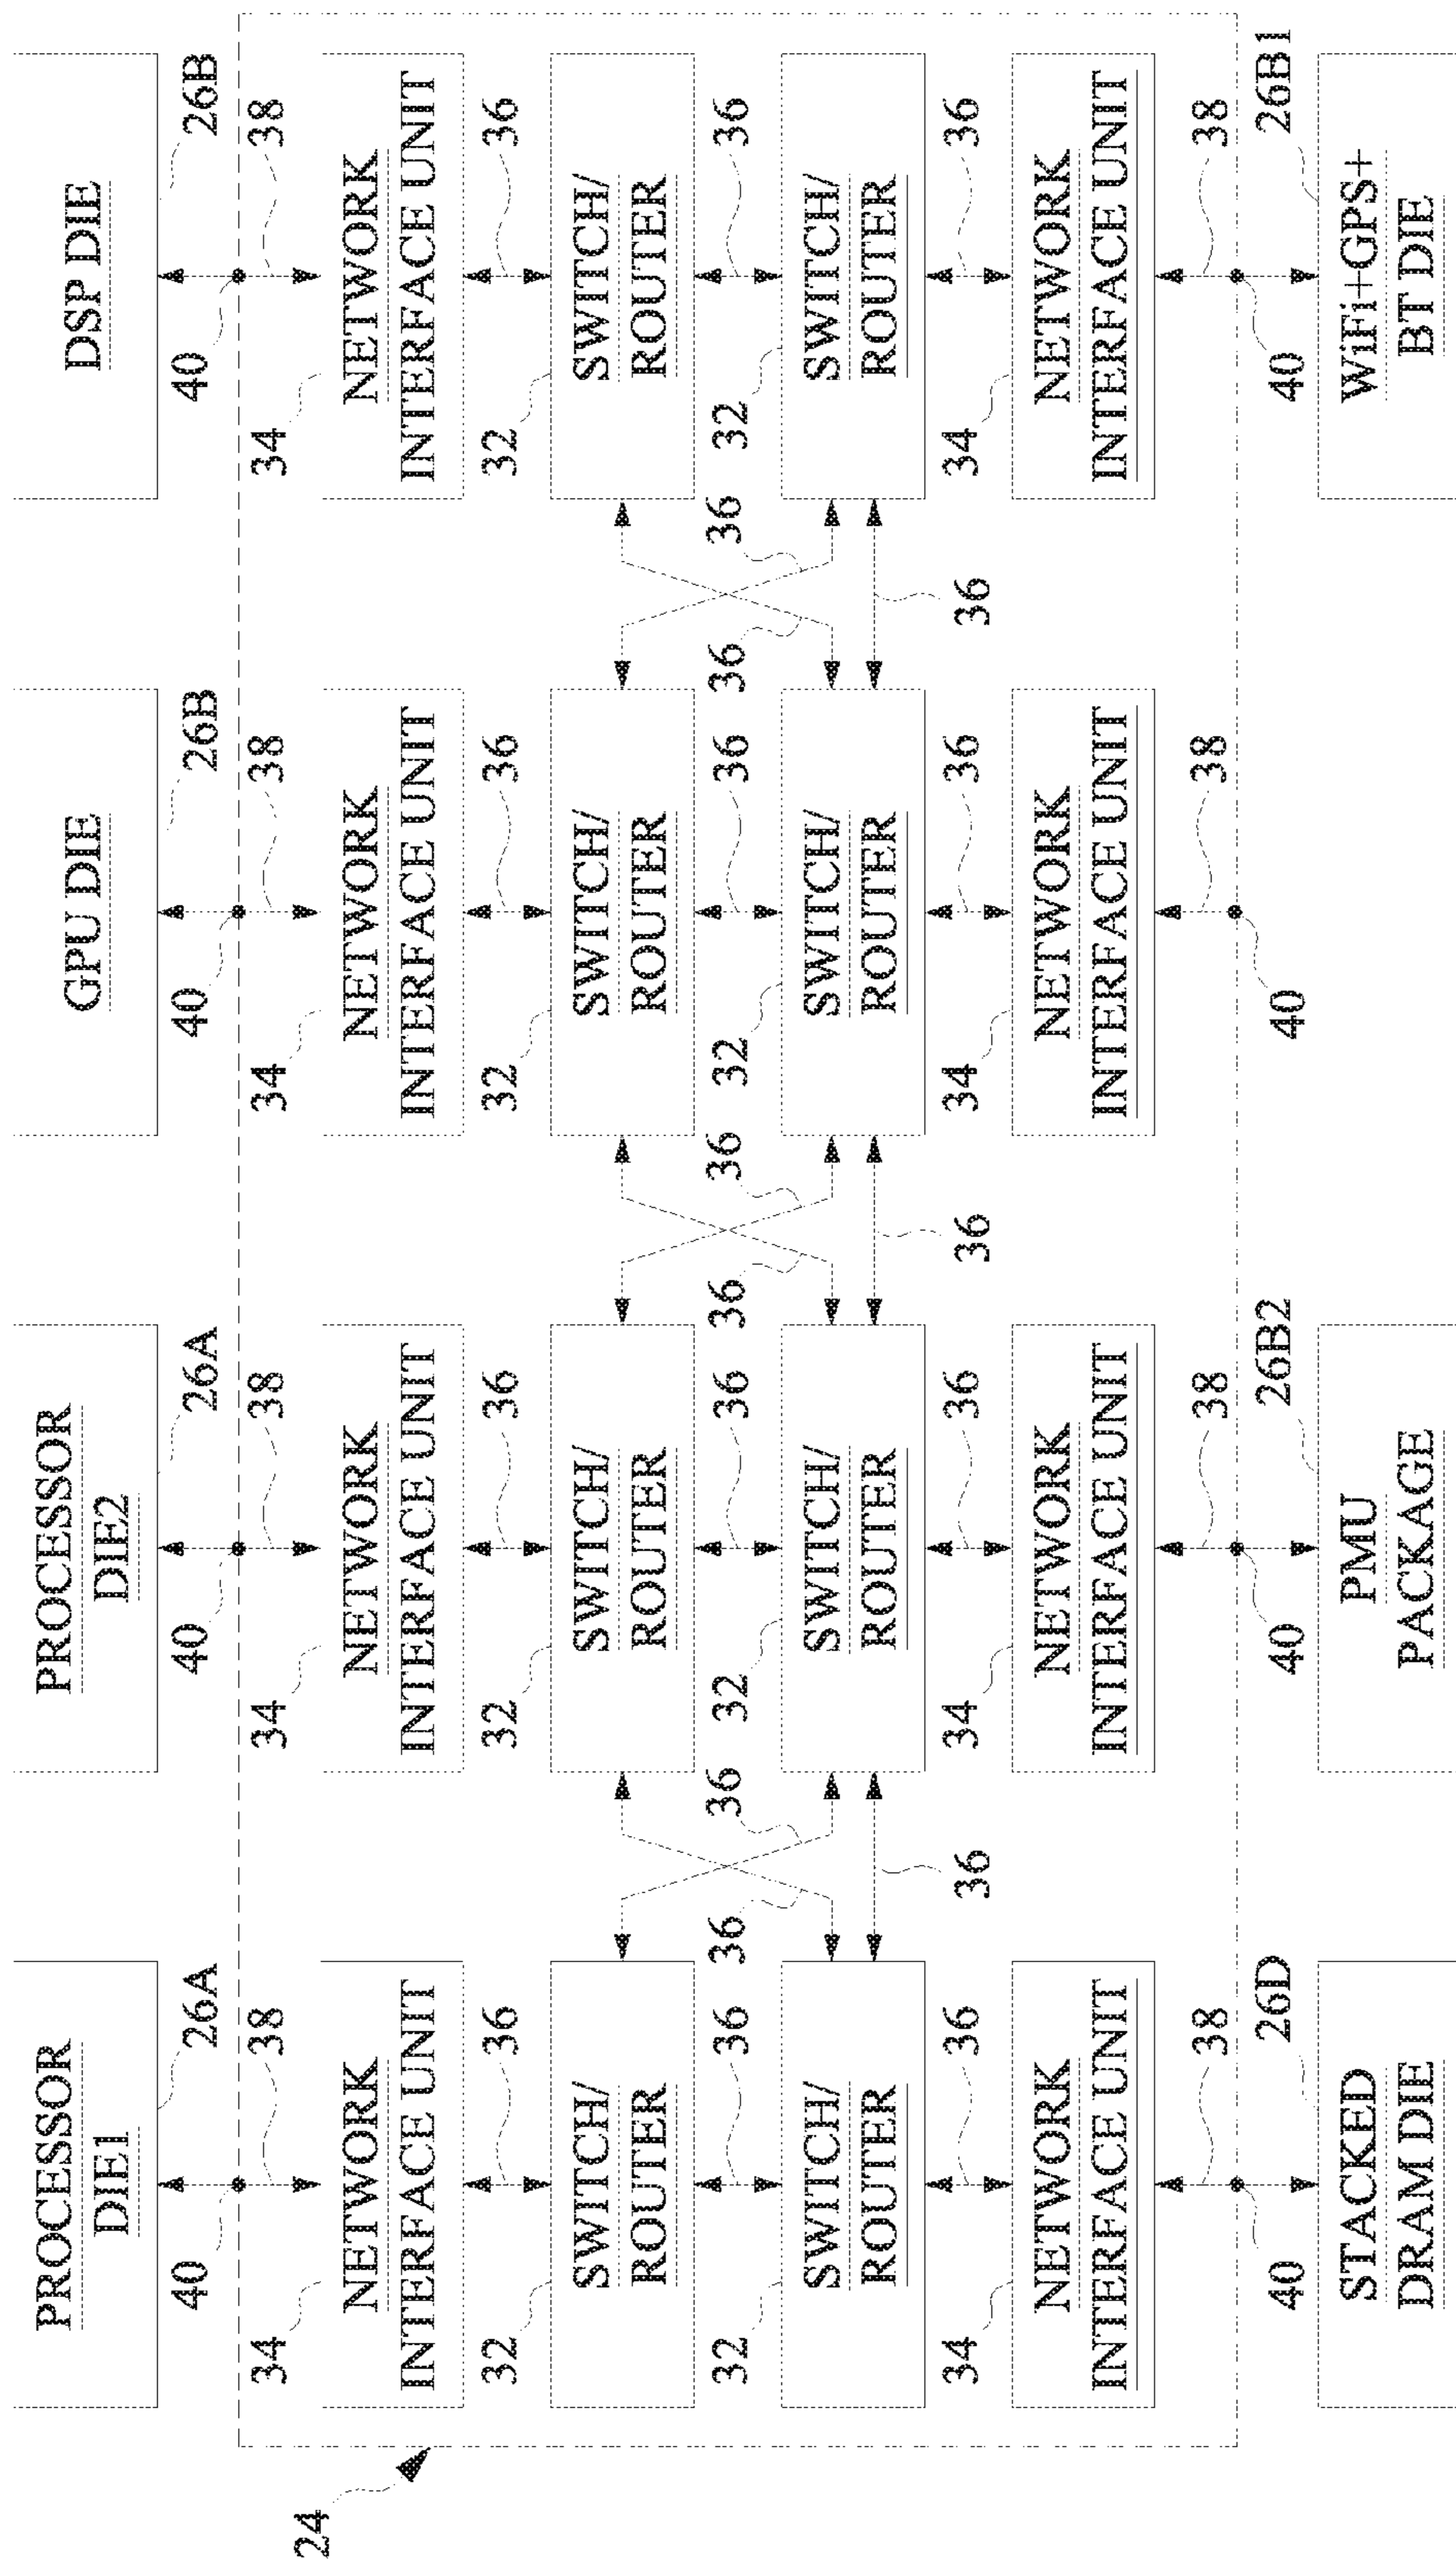 PROCESSOR
DIE1
PROCESSOR
DIE2
GPU DIE
DSP DIE
40 26A 40 26A 40 26B 40 26B
34 38 34 38 34 38 34 38
24
NETWORK
INTERFACE UNIT
NETWORK
INTERFACE UNIT
NETWORK
INTERFACE UNIT
NETWORK
INTERFACE UNIT
32 36 32 36 32 36 32 36
SWITCH/
ROUTER
SWITCH/
ROUTER
SWITCH/
ROUTER
SWITCH/
ROUTER
32 36 36 36 32 36 36 36 32 36 36 36 32 36
SWITCH/
ROUTER
SWITCH/
ROUTER
SWITCH/
ROUTER
SWITCH/
ROUTER
34 36 36 34 36 36 34 36 36 34 36
NETWORK
INTERFACE UNIT
NETWORK
INTERFACE UNIT
NETWORK
INTERFACE UNIT
NETWORK
INTERFACE UNIT
38 38 38 38
40 26D 40 26B2 40 40 26B1
STACKED
DRAM DIE
PMU
PACKAGE
WiFi+GPS+
BT DIE